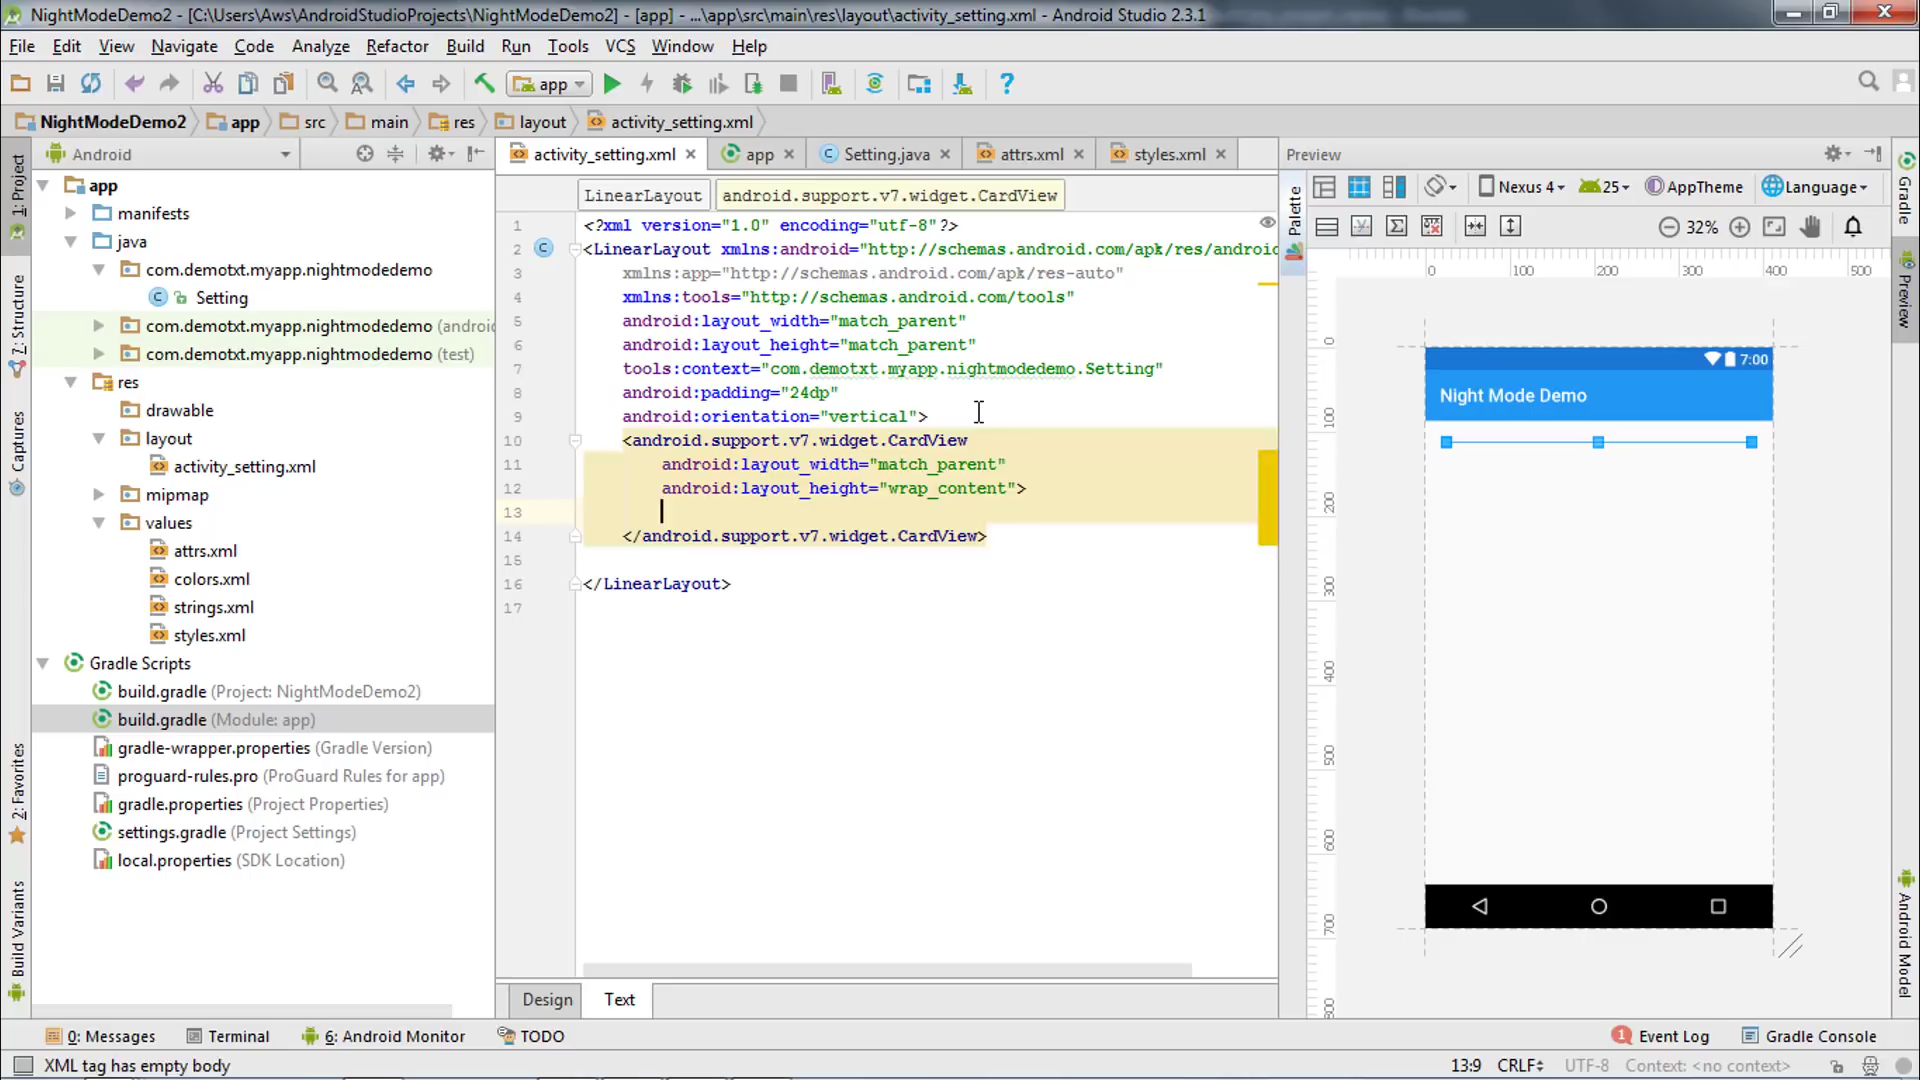 NightModeDemo2 - [C:\Users\Aws\AndroidStudioProjects\NightModeDemo2] - [app] - ...\app\src\main\res\layout\activity_setting.xml - Android Studio 2.3.1
File Edit View Navigate Code Analyze Refactor Build Run Tools VCS Window Help
app
NightModeDemo2 app src main res layout activity_setting.xml
1: Project
7: Structure
Captures
2: Favorites
Build Variants
Android
app
manifests
java
com.demotxt.myapp.nightmodedemo
Setting
com.demotxt.myapp.nightmodedemo (androi
com.demotxt.myapp.nightmodedemo (test)
res
drawable
layout
activity_setting.xml
mipmap
values
attrs.xml
colors.xml
strings.xml
styles.xml
Gradle Scripts
build.gradle (Project: NightModeDemo2)
build.gradle (Module: app)
gradle-wrapper.properties (Gradle Version)
proguard-rules.pro (ProGuard Rules for app)
gradle.properties (Project Properties)
settings.gradle (Project Settings)
local.properties (SDK Location)
activity_setting.xml app Setting.java attrs.xml styles.xml
LinearLayout android.support.v7.widget.CardView
1 <?xml version="1.0" encoding="utf-8"?>
2 <LinearLayout xmlns:android="http://schemas.android.com/apk/res/androi
3 xmlns:app="http://schemas.android.com/apk/res-auto"
4 xmlns:tools="http://schemas.android.com/tools"
5 android:layout_width="match_parent"
6 android:layout_height="match_parent"
7 tools:context="com.demotxt.myapp.nightmodedemo.Setting"
8 android:padding="24dp"
9 android:orientation="vertical">
10 <android.support.v7.widget.CardView
11 android:layout_width="match_parent"
12 android:layout_height="wrap_content">
13
14 </android.support.v7.widget.CardView>
15
16 </LinearLayout>
17
Design Text
Preview
Palette
Nexus 4 25 AppTheme Language
32%
0 100 200 300 400 500
0
100
200
300
400
500
600
700
800
7:00
Night Mode Demo
Gradle
Preview
Android Model
0: Messages Terminal 6: Android Monitor TODO 1 Event Log Gradle Console
XML tag has empty body 13:9 CRLF UTF-8 Context: <no context>